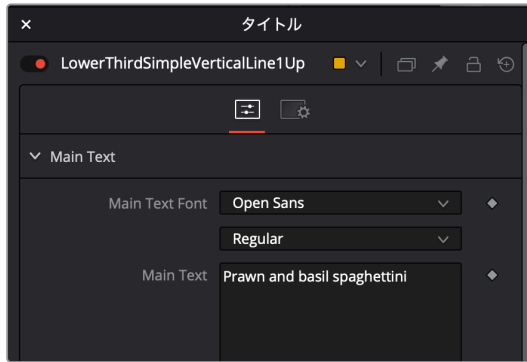 タイトル
LowerThirdSimpleVerticalLine1Up
Main Text
Main Text Font Open Sans
Regular
Main Text Prawn and basil spaghettini